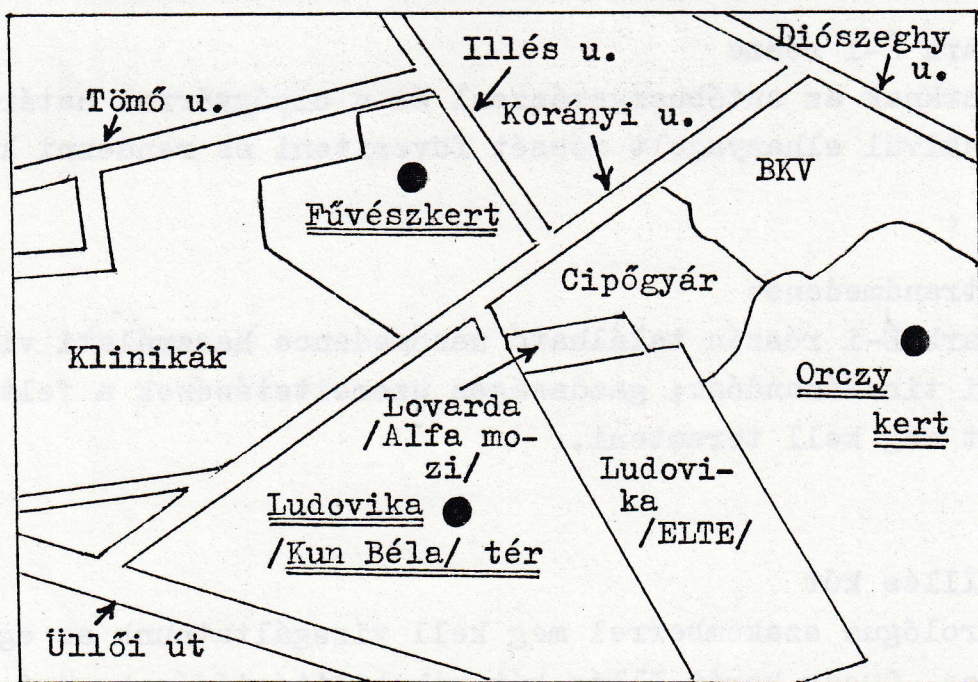 Diószeghy
u.
Illés u.
Tömő u.
Korányi u.
BKV
Fűvészkert
Cipőgyár
Klinikák
Orczy
kert
Lovarda
/Alfa mo-
zi/
Ludovi-
ka
/ELTE/
Ludovika
/Kun Béla/ tér
Üllői út